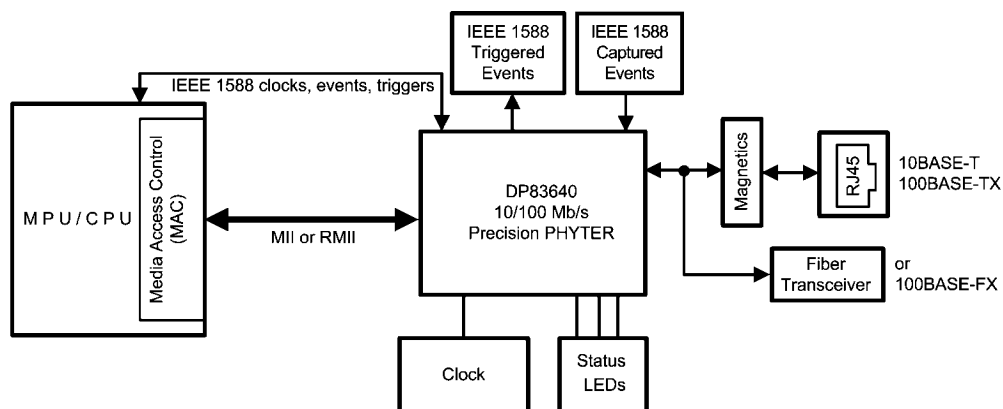 IEEE 1588
Triggered
Events
IEEE 1588
Captured
Events
IEEE 1588 clocks, events, triggers
MPU/CPU
Media Access Control
(MAC)
MII or RMII
DP83640
10/100 Mb/s
Precision PHYTER
Magnetics
RJ45
10BASE-T
100BASE-TX
Fiber
Transceiver
or
100BASE-FX
Clock
Status
LEDs